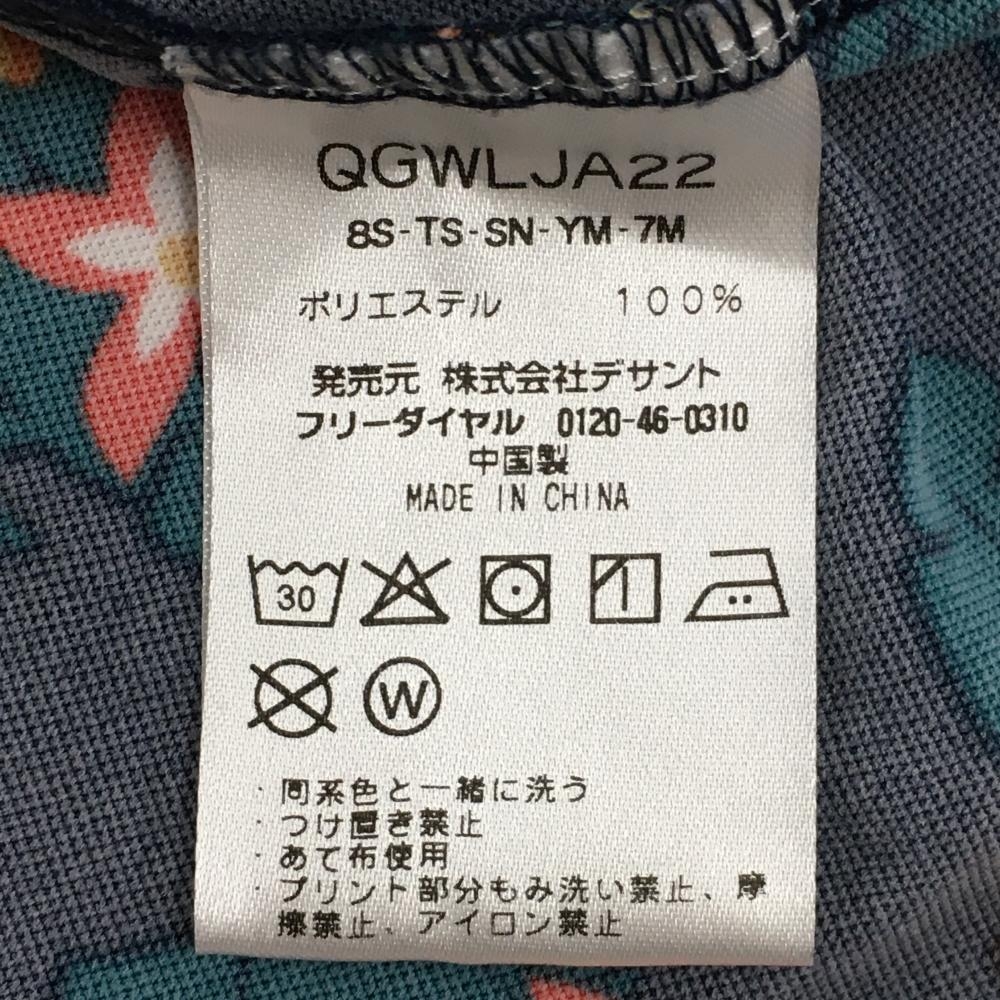 QGWLJA22
8S-TS-SN-YM-7M
ポリエステル 100%
発売元 株式会社デサント
フリーダイヤル 0120-46-0310
中国製
MADE IN CHINA
30
W
・同系色と一緒に洗う
・つけ置き禁止
・あて布使用
・プリント部分もみ洗い禁止、摩
擦禁止、アイロン禁止